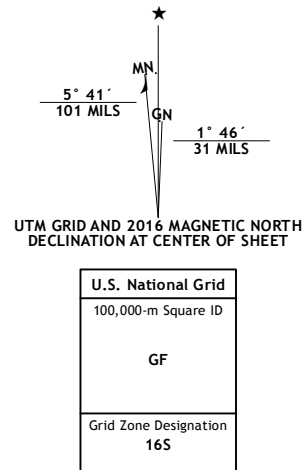 ★
MN.
GN
5° 41´
101 MILS
1° 46´
31 MILS
UTM GRID AND 2016 MAGNETIC NORTH
DECLINATION AT CENTER OF SHEET
U.S. National Grid
100,000-m Square ID
GF
Grid Zone Designation
16S